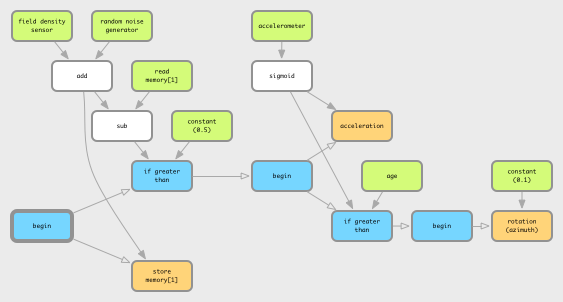 field density
sensor
random noise
generator
accelerometer
add
read
memory[1]
sigmoid
sub
constant
(0.5)
acceleration
if greater
than
begin
age
constant
(0.1)
begin
if greater
than
begin
rotation
(azimuth)
store
memory[1]